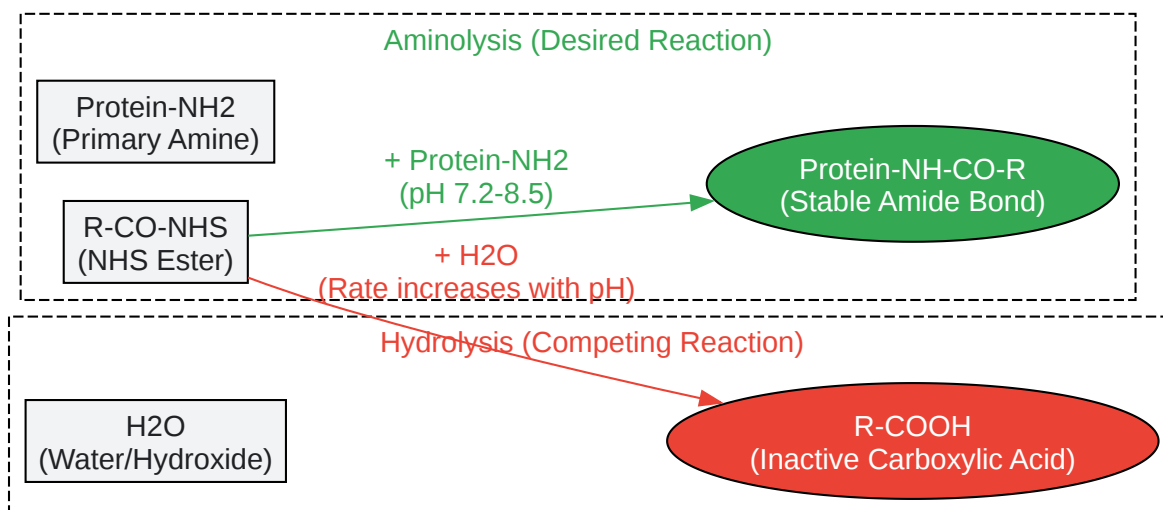 Aminolysis (Desired Reaction)
Protein-NH2
(Primary Amine)
+ Protein-NH2
(pH 7.2-8.5)
Protein-NH-CO-R
(Stable Amide Bond)
R-CO-NHS
(NHS Ester)
+ H2O
(Rate increases with pH)
Hydrolysis (Competing Reaction)
H2O
(Water/Hydroxide)
R-COOH
(Inactive Carboxylic Acid)